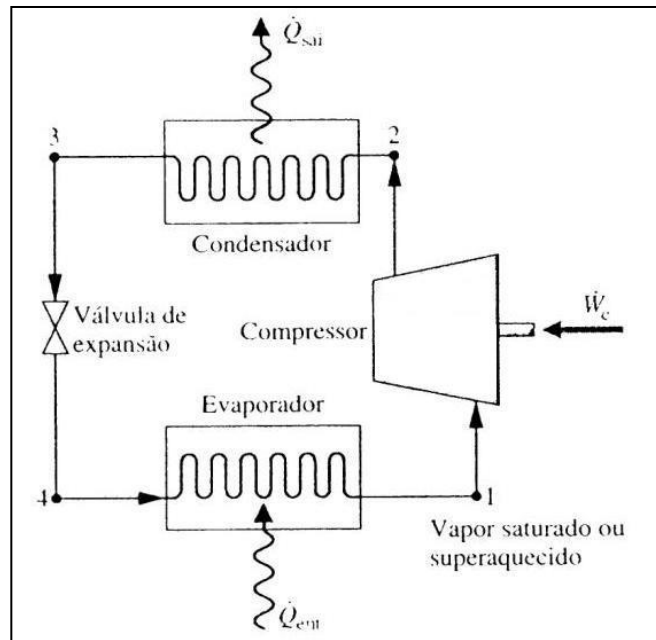 Q̇sai
3
2
Condensador
Válvula de
expansão
Compressor
Ẇc
Evaporador
4
1
Vapor saturado ou
superaquecido
Q̇ent